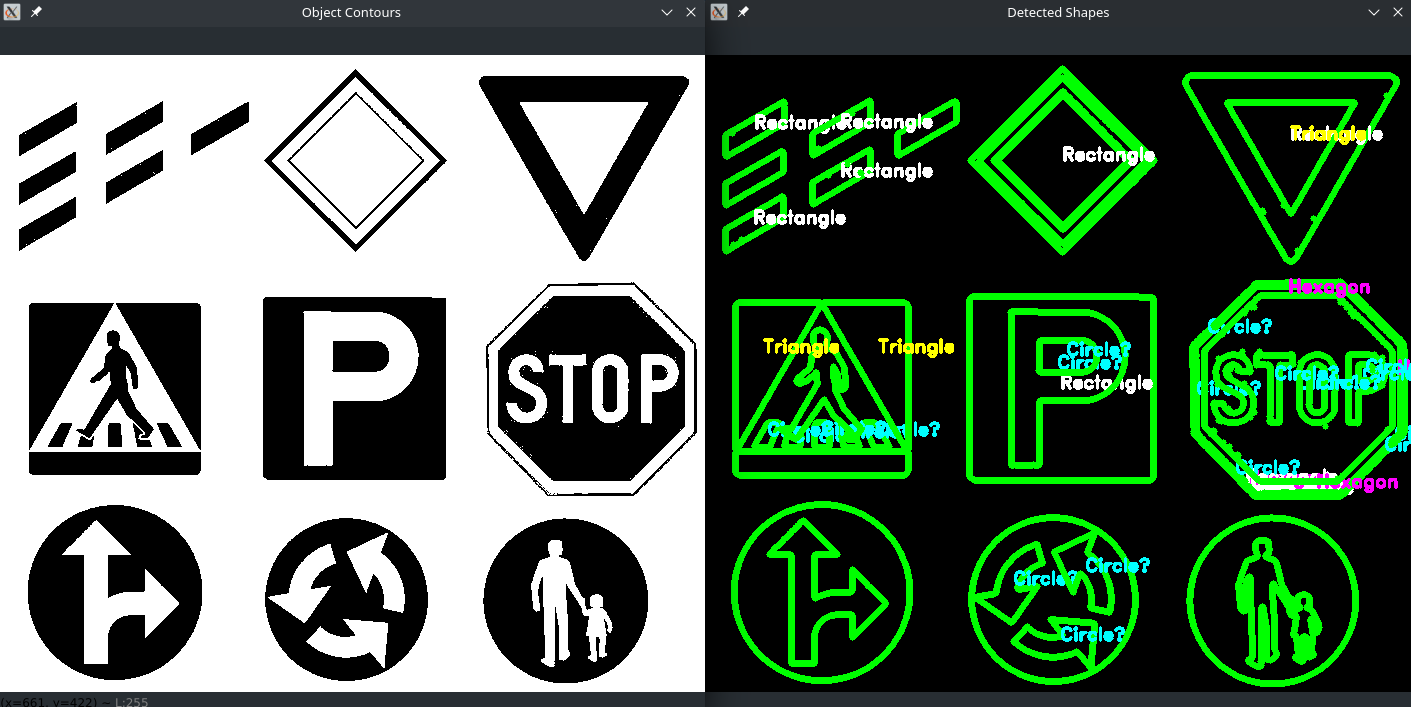 Object Contours
Detected Shapes
Rectangle
Rectangle
Rectangle
Rectangle
Rectangle
Triangle
Hexagon
Circle?
Triangle
Triangle
Circle?
Circle?
Rectangle
P
STOP
P
STOP
Circle?
Circle?
Circle?
Circle?
Circle?
Circle?
Hexagon
Circle?
Circle?
Circle?
(x=661, y=422) ~ L:255